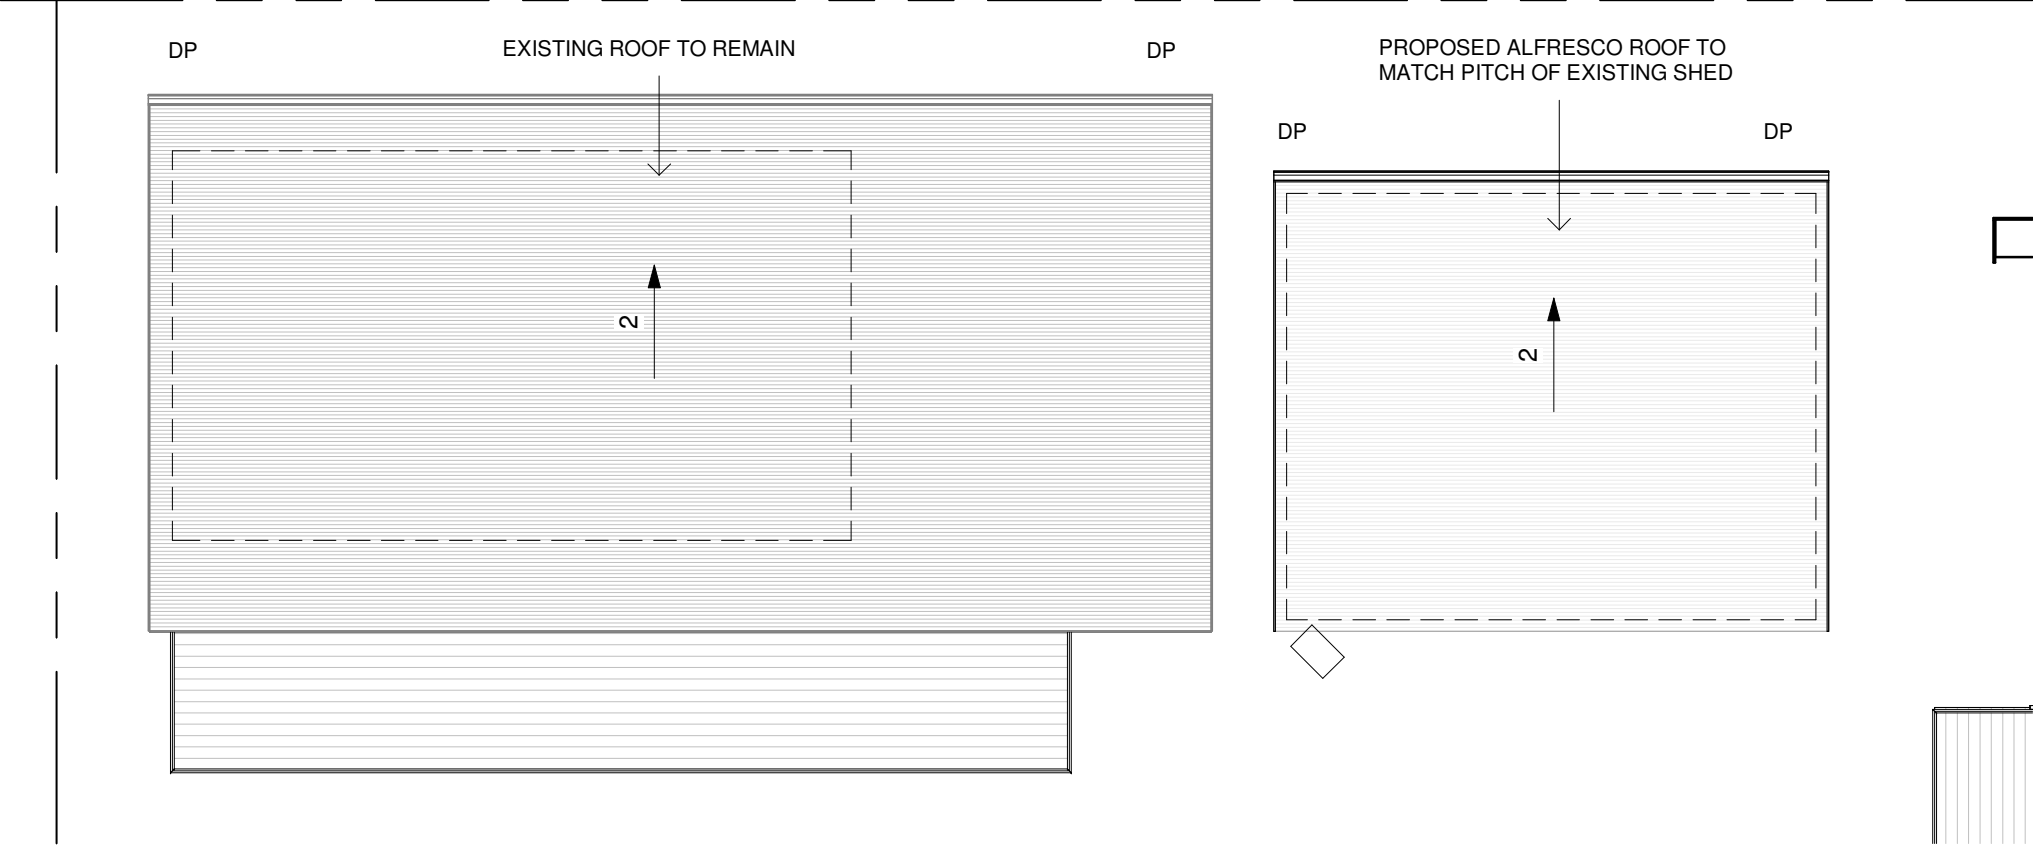 DP
EXISTING ROOF TO REMAIN
DP
PROPOSED ALFRESCO ROOF TO
MATCH PITCH OF EXISTING SHED
DP
DP
2
2